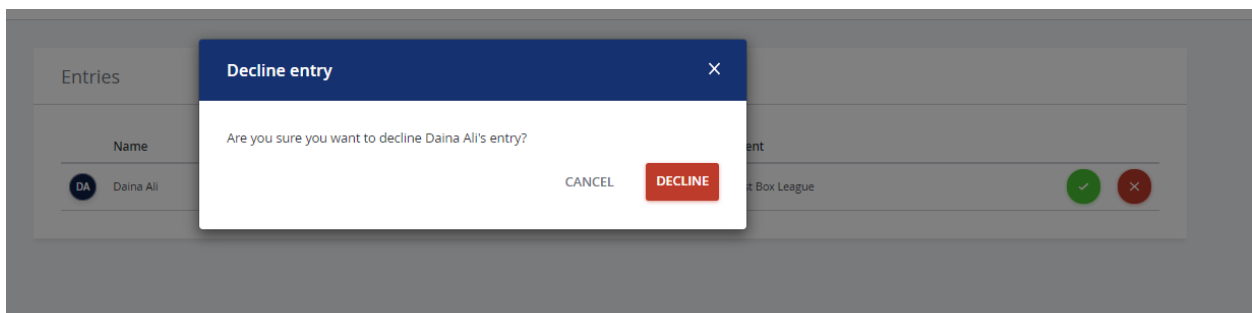 Decline entry
Entries
Are you sure you want to decline Daina Ali's entry?
Name
CANCEL
DECLINE
DA
Daina Ali
Box League